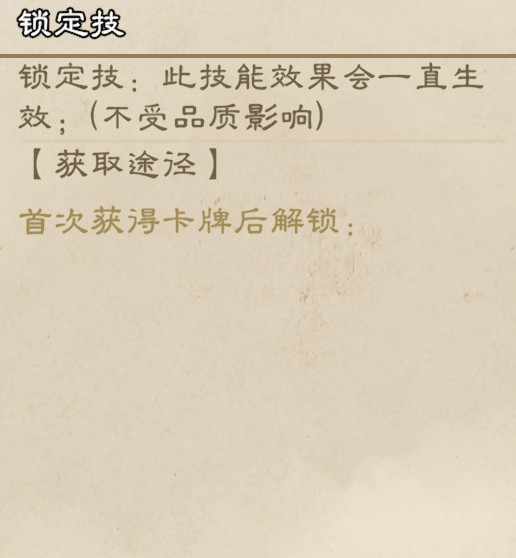 锁定技
锁定技：此技能效果会一直生
效；(不受品质影响)
【获取途径】
首次获得卡牌后解锁：